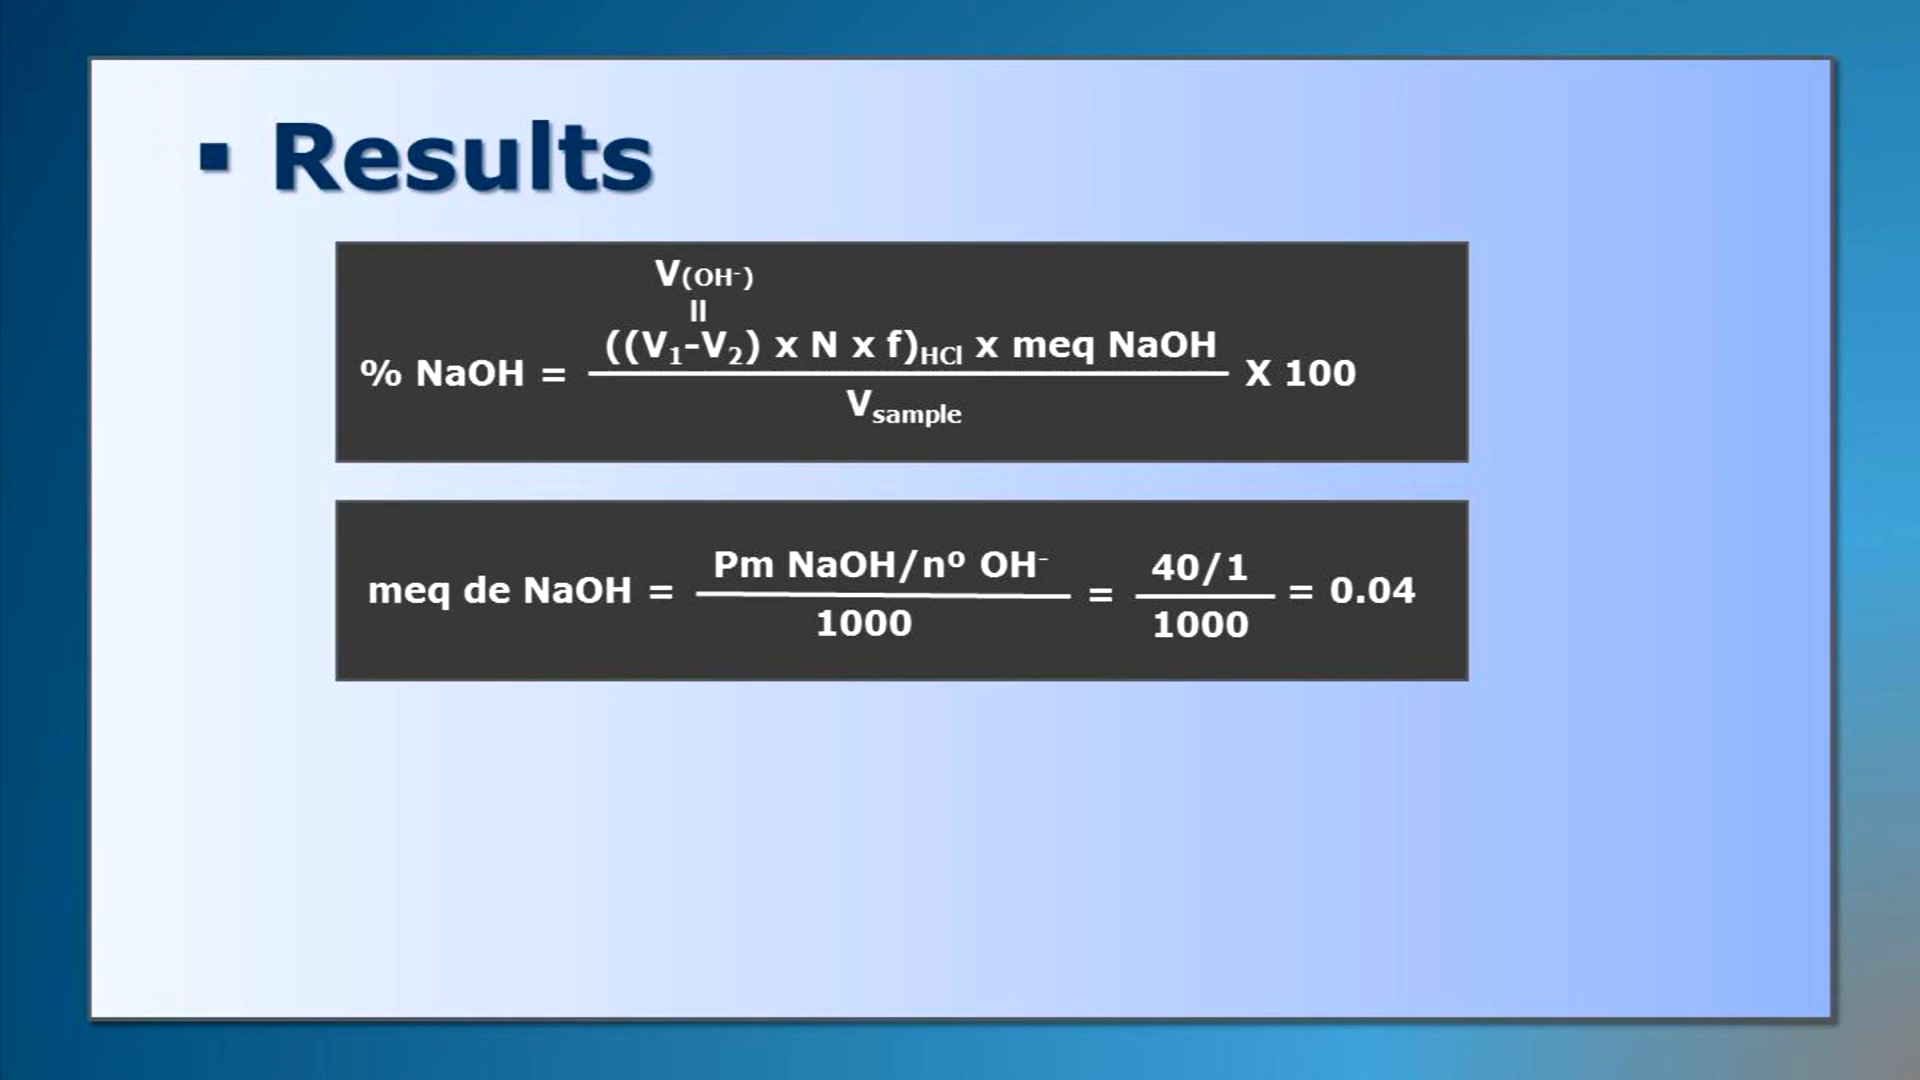 ▪ Results
V(OH⁻)
॥
((V₁-V₂) x N x f)HCl x meq NaOH
% NaOH = X 100
Vsample
Pm NaOH/nº OH⁻ 40/1
meq de NaOH = = = 0.04
1000 1000